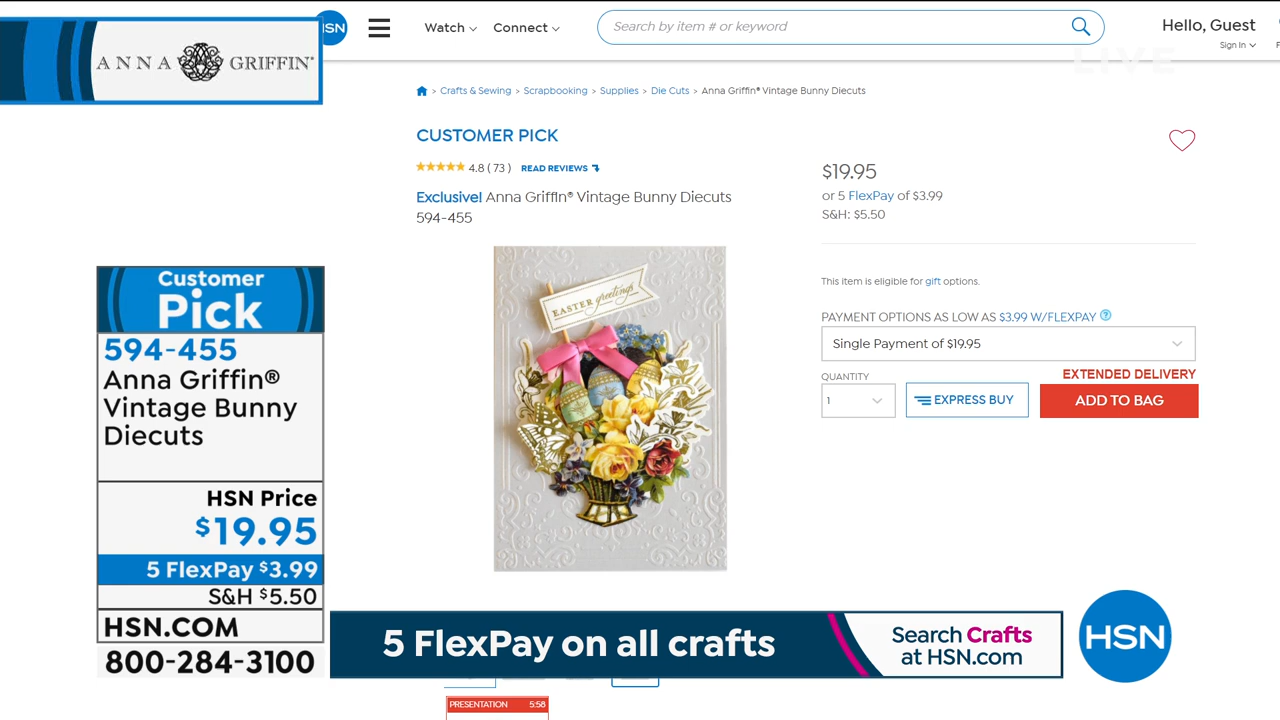 ANNA GRIFFIN®
HSN
Watch
Connect
Search by item # or keyword
Hello, Guest
Sign In
LIVE
Crafts & Sewing > Scrapbooking > Supplies > Die Cuts > Anna Griffin® Vintage Bunny Diecuts
CUSTOMER PICK
4.8 ( 73 ) READ REVIEWS
Exclusive! Anna Griffin® Vintage Bunny Diecuts
594-455
$19.95
or 5 FlexPay of $3.99
S&H: $5.50
This item is eligible for gift options.
PAYMENT OPTIONS AS LOW AS $3.99 W/FLEXPAY ?
Single Payment of $19.95
EXTENDED DELIVERY
QUANTITY
1
EXPRESS BUY
ADD TO BAG
EASTER greetings
Customer
Pick
594-455
Anna Griffin®
Vintage Bunny
Diecuts
HSN Price
$19.95
5 FlexPay $3.99
S&H $5.50
HSN.COM
800-284-3100
5 FlexPay on all crafts
Search Crafts
at HSN.com
HSN
PRESENTATION 5:58